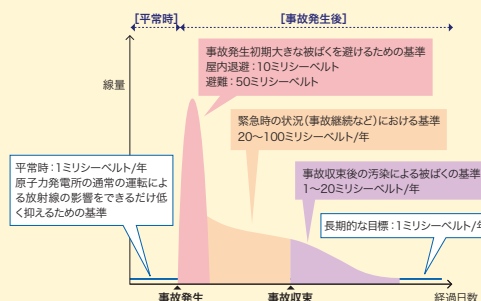 [平常時]
[事故発生後]
線量
事故発生初期大きな被ばくを避けるための基準
屋内退避：10ミリシーベルト
避難：50ミリシーベルト
緊急時の状況（事故継続など）における基準
20〜100ミリシーベルト/年
平常時：1ミリシーベルト/年
原子力発電所の通常の運転によ
る放射線の影響をできるだけ低
く抑えるための基準
事故収束後の汚染による被ばくの基準
1〜20ミリシーベルト/年
長期的な目標：1ミリシーベルト/年
事故発生
事故収束
経過日数